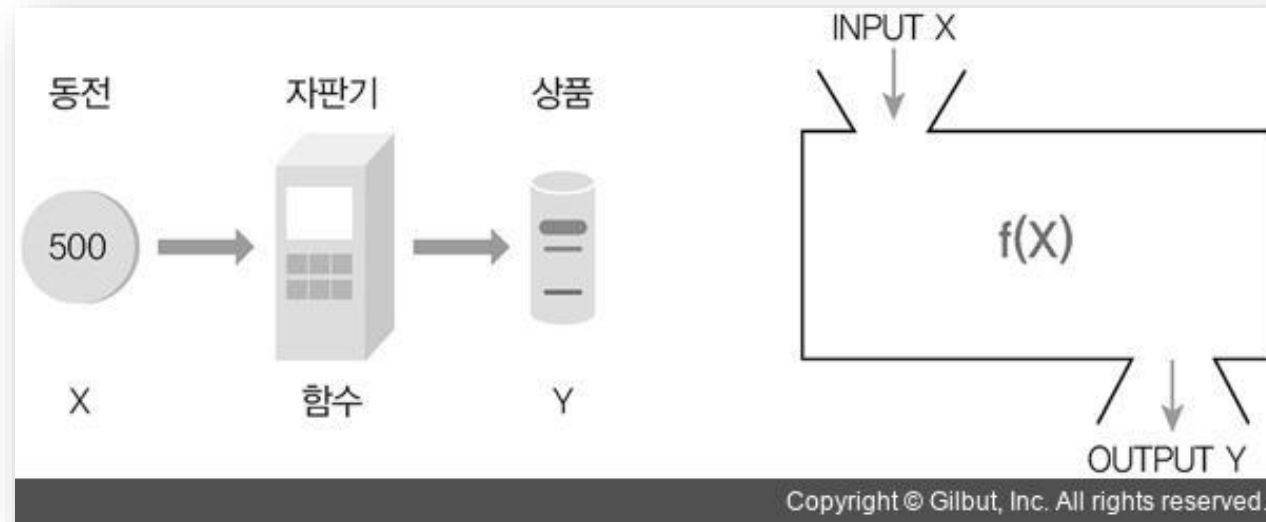 동전 자판기 상품
500
X 함수 Y
INPUT X
f(X)
OUTPUT Y
Copyright © Gilbut, Inc. All rights reserved.